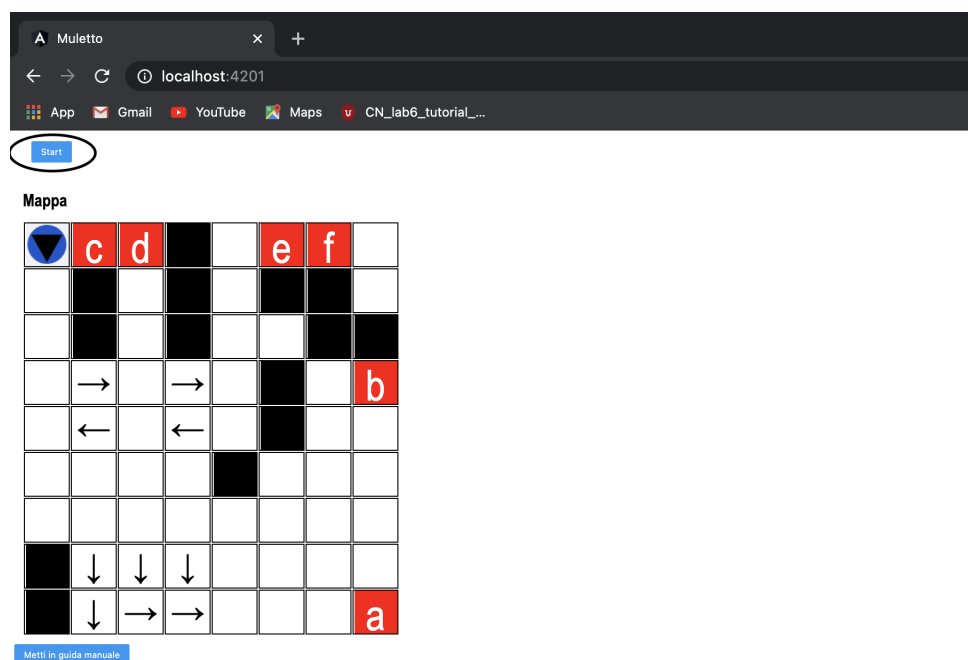 Muletto
localhost:4201
App Gmail YouTube Maps CN_lab6_tutorial_...
Start
Mappa
c d e f
→ → b
← ←
↓ ↓ ↓
↓ → → a
Metti in guida manuale